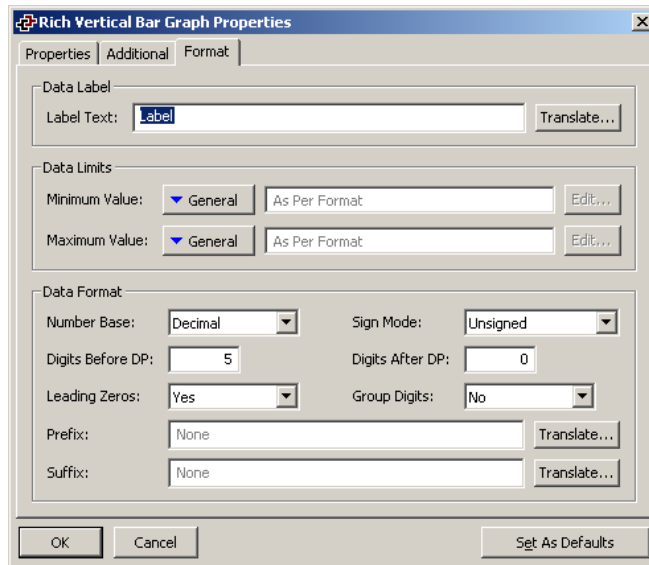 Rich Vertical Bar Graph Properties
Properties Additional Format
Data Label
Label Text: Label Translate...
Data Limits
Minimum Value: General As Per Format Edit...
Maximum Value: General As Per Format Edit...
Data Format
Number Base: Decimal Sign Mode: Unsigned
Digits Before DP: 5 Digits After DP: 0
Leading Zeros: Yes Group Digits: No
Prefix: None Translate...
Suffix: None Translate...
OK Cancel Set As Defaults